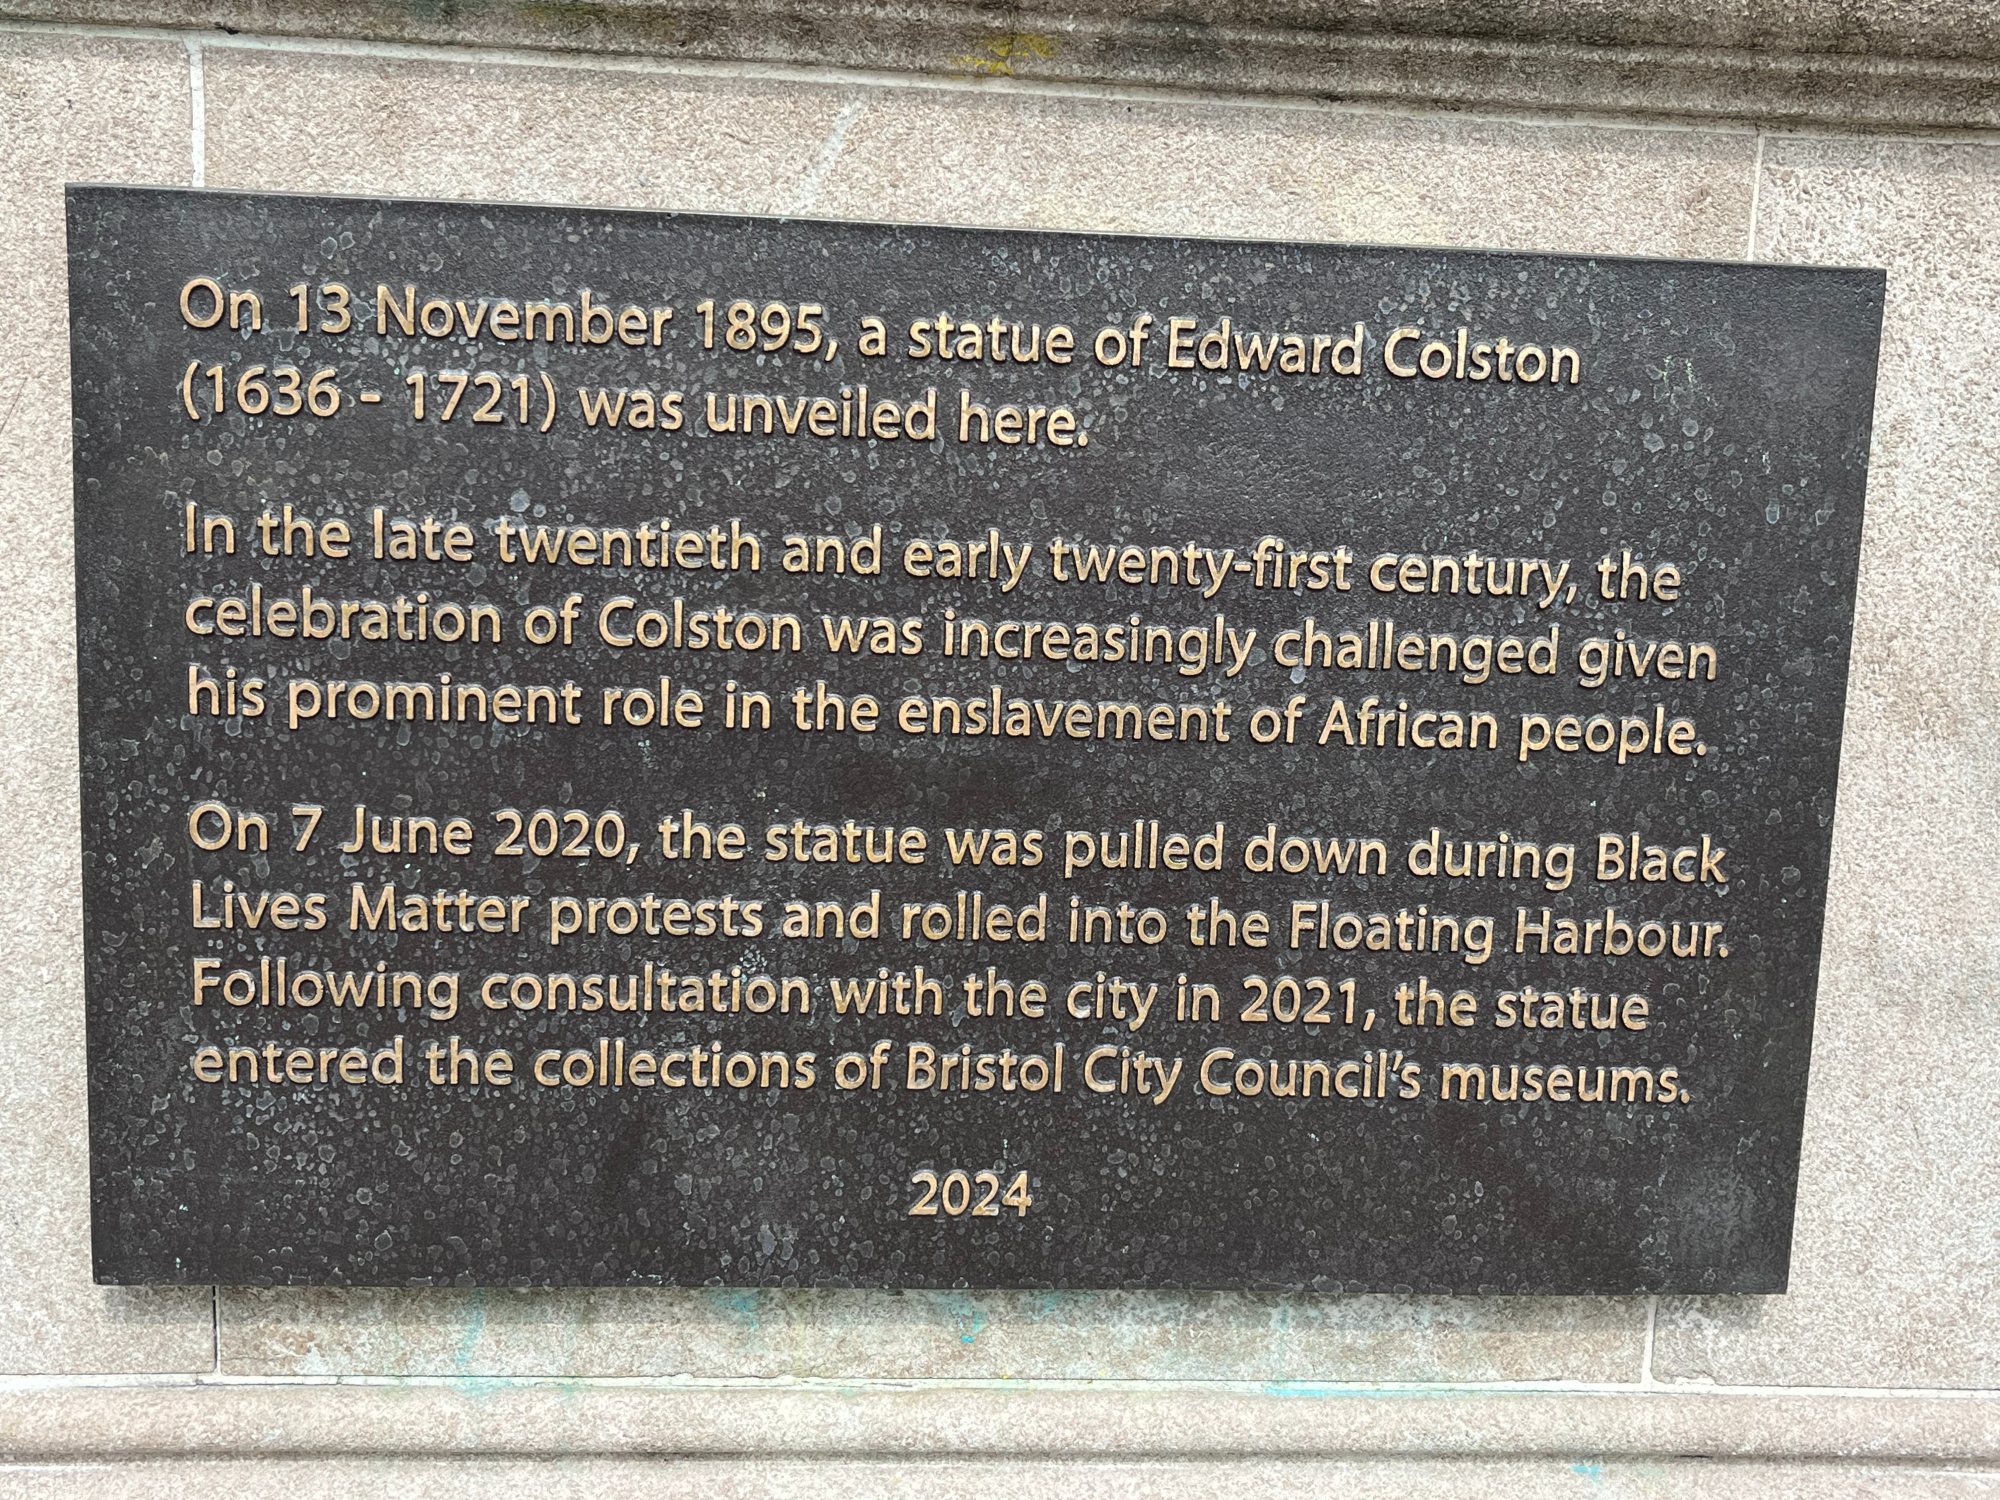 On 13 November 1895, a statue of Edward Colston
(1636 - 1721) was unveiled here.
In the late twentieth and early twenty-first century, the
celebration of Colston was increasingly challenged given
his prominent role in the enslavement of African people.
On 7 June 2020, the statue was pulled down during Black
Lives Matter protests and rolled into the Floating Harbour.
Following consultation with the city in 2021, the statue
entered the collections of Bristol City Council's museums.
2024